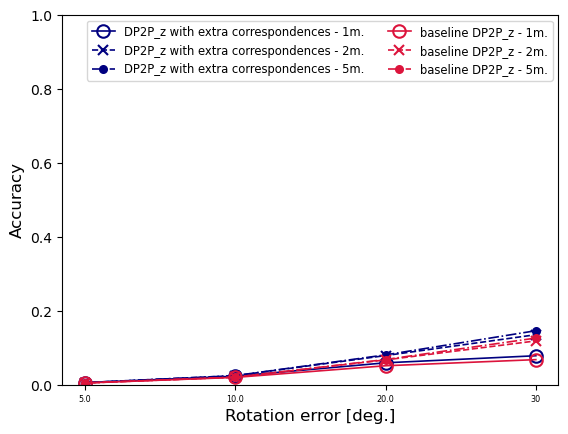 DP2P_z with extra correspondences - 1m.
DP2P_z with extra correspondences - 2m.
DP2P_z with extra correspondences - 5m.
baseline DP2P_z - 1m.
baseline DP2P_z - 2m.
baseline DP2P_z - 5m.
1.0
0.8
0.6
0.4
0.2
0.0
Accuracy
5.0 10.0 20.0 30
Rotation error [deg.]